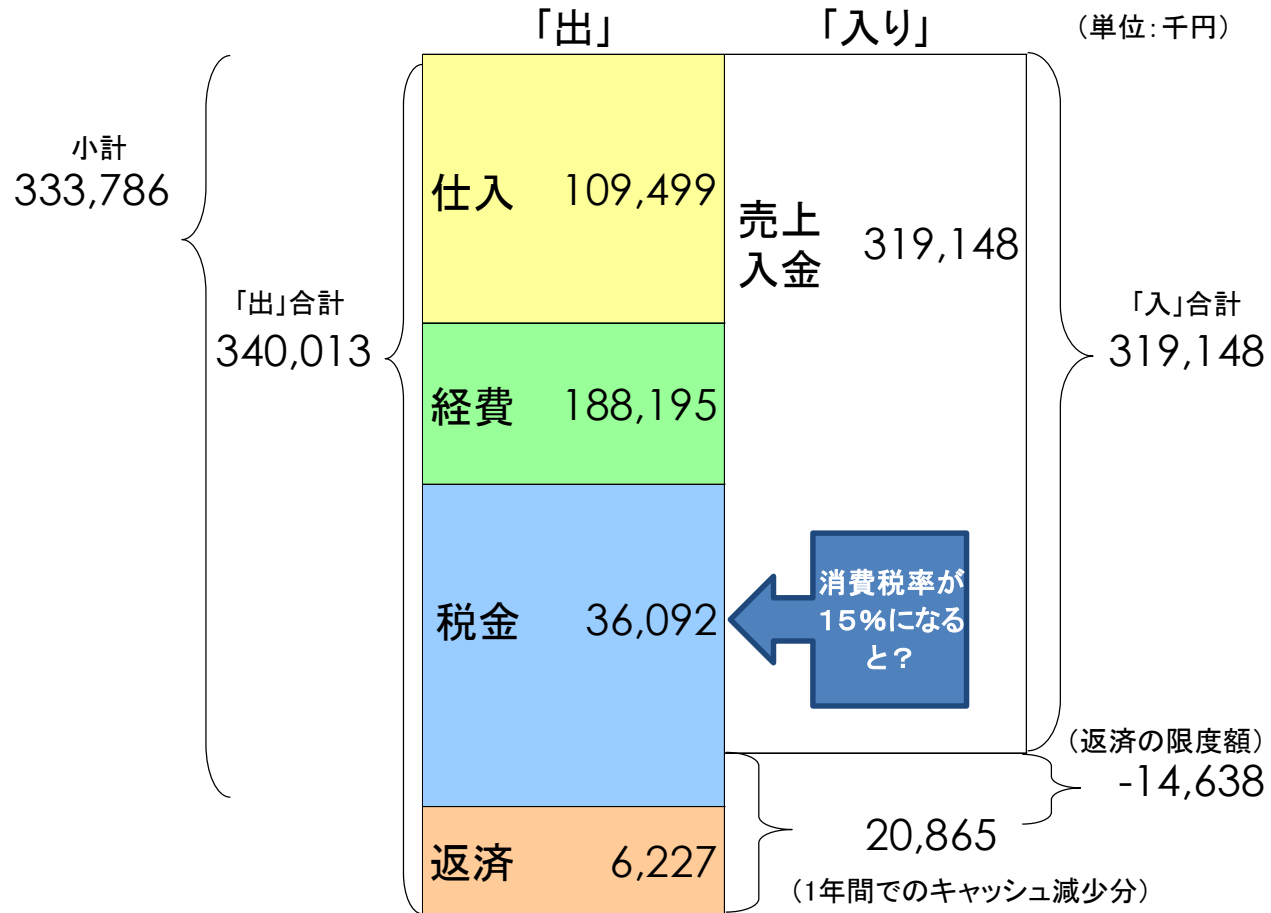 「出」
「入り」
（単位：千円）
小計
333,786
「出」合計
340,013
仕入 109,499
経費 188,195
税金 36,092
返済 6,227
売上
入金
319,148
「入」合計
319,148
消費税率が
１５％になる
と？
（返済の限度額）
-14,638
20,865
（1年間でのキャッシュ減少分）